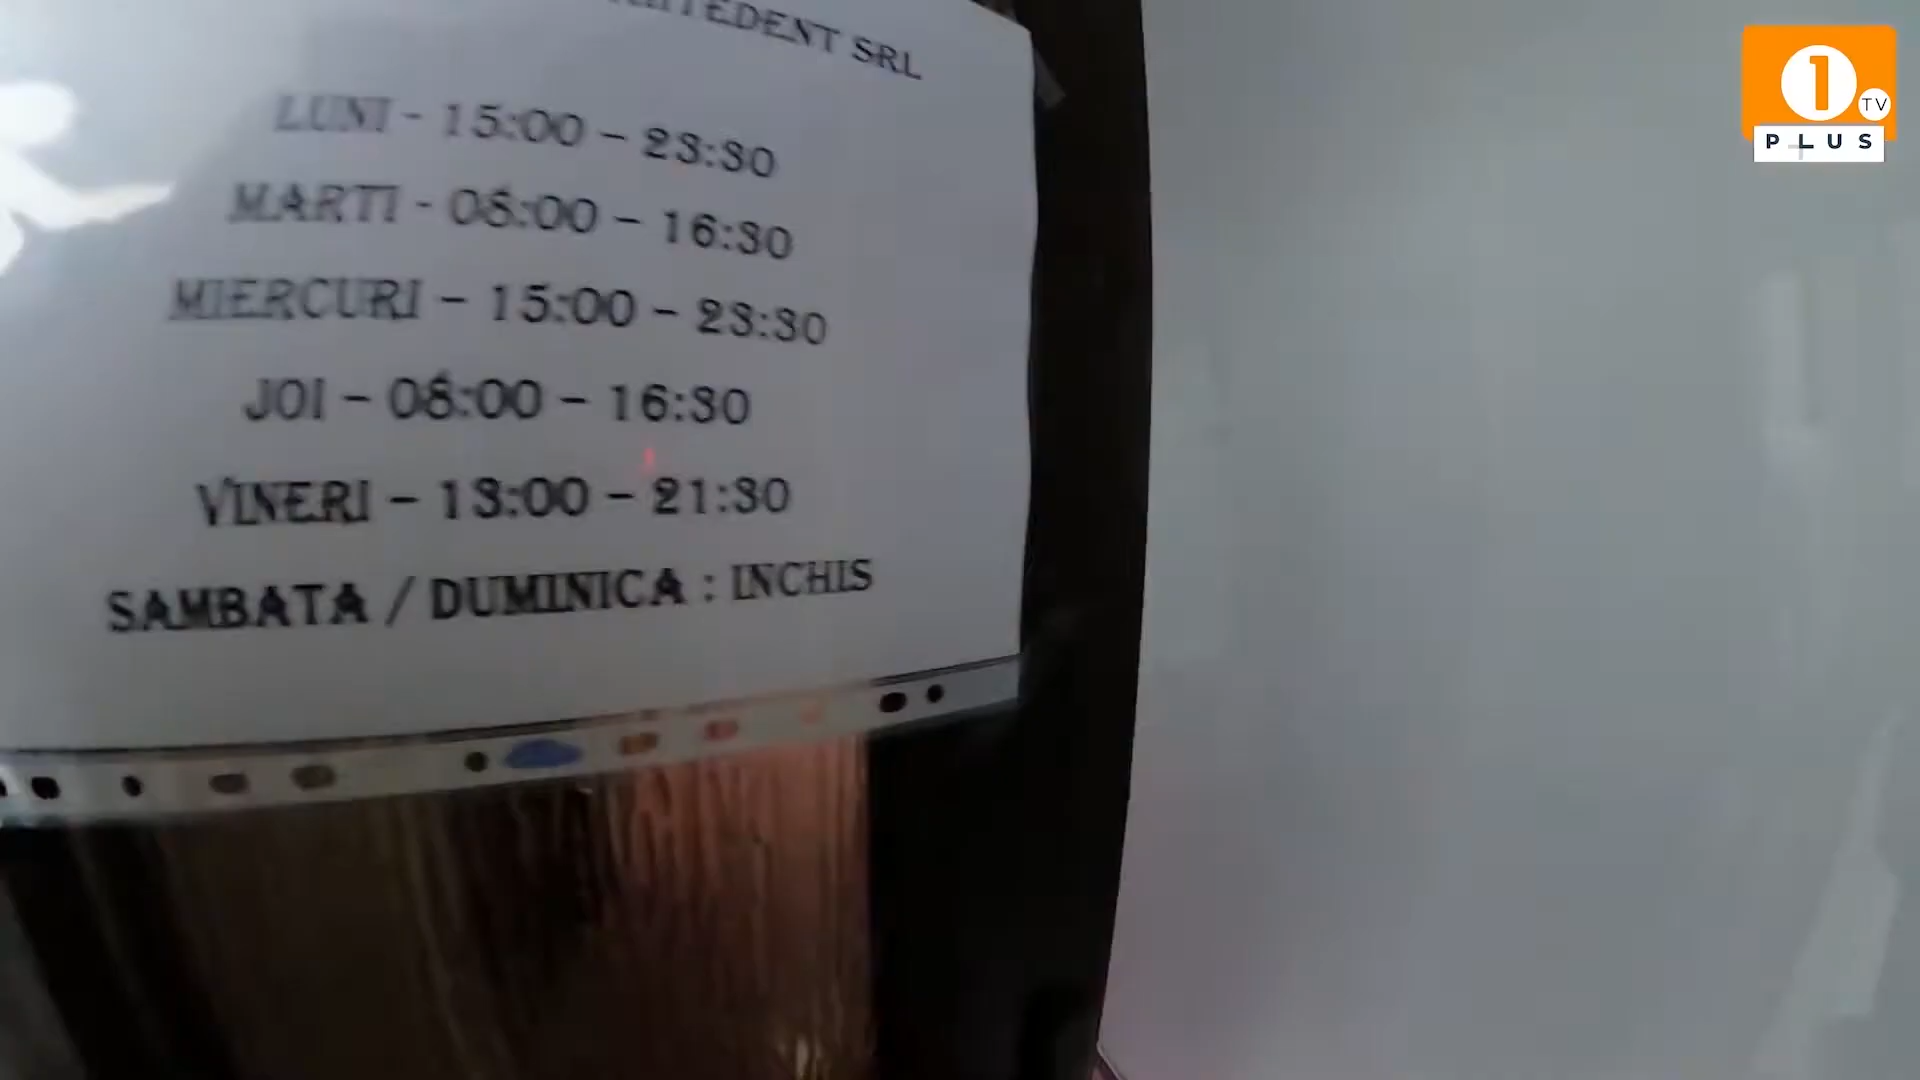 SRL
LUNI - 15:00 – 23:30
MARTI - 08:00 – 16:30
MIERCURI – 15:00 – 23:30
JOI – 08:00 – 16:30
VINERI – 13:00 – 21:30
SAMBATA / DUMINICA : INCHIS
1 TV
PLUS